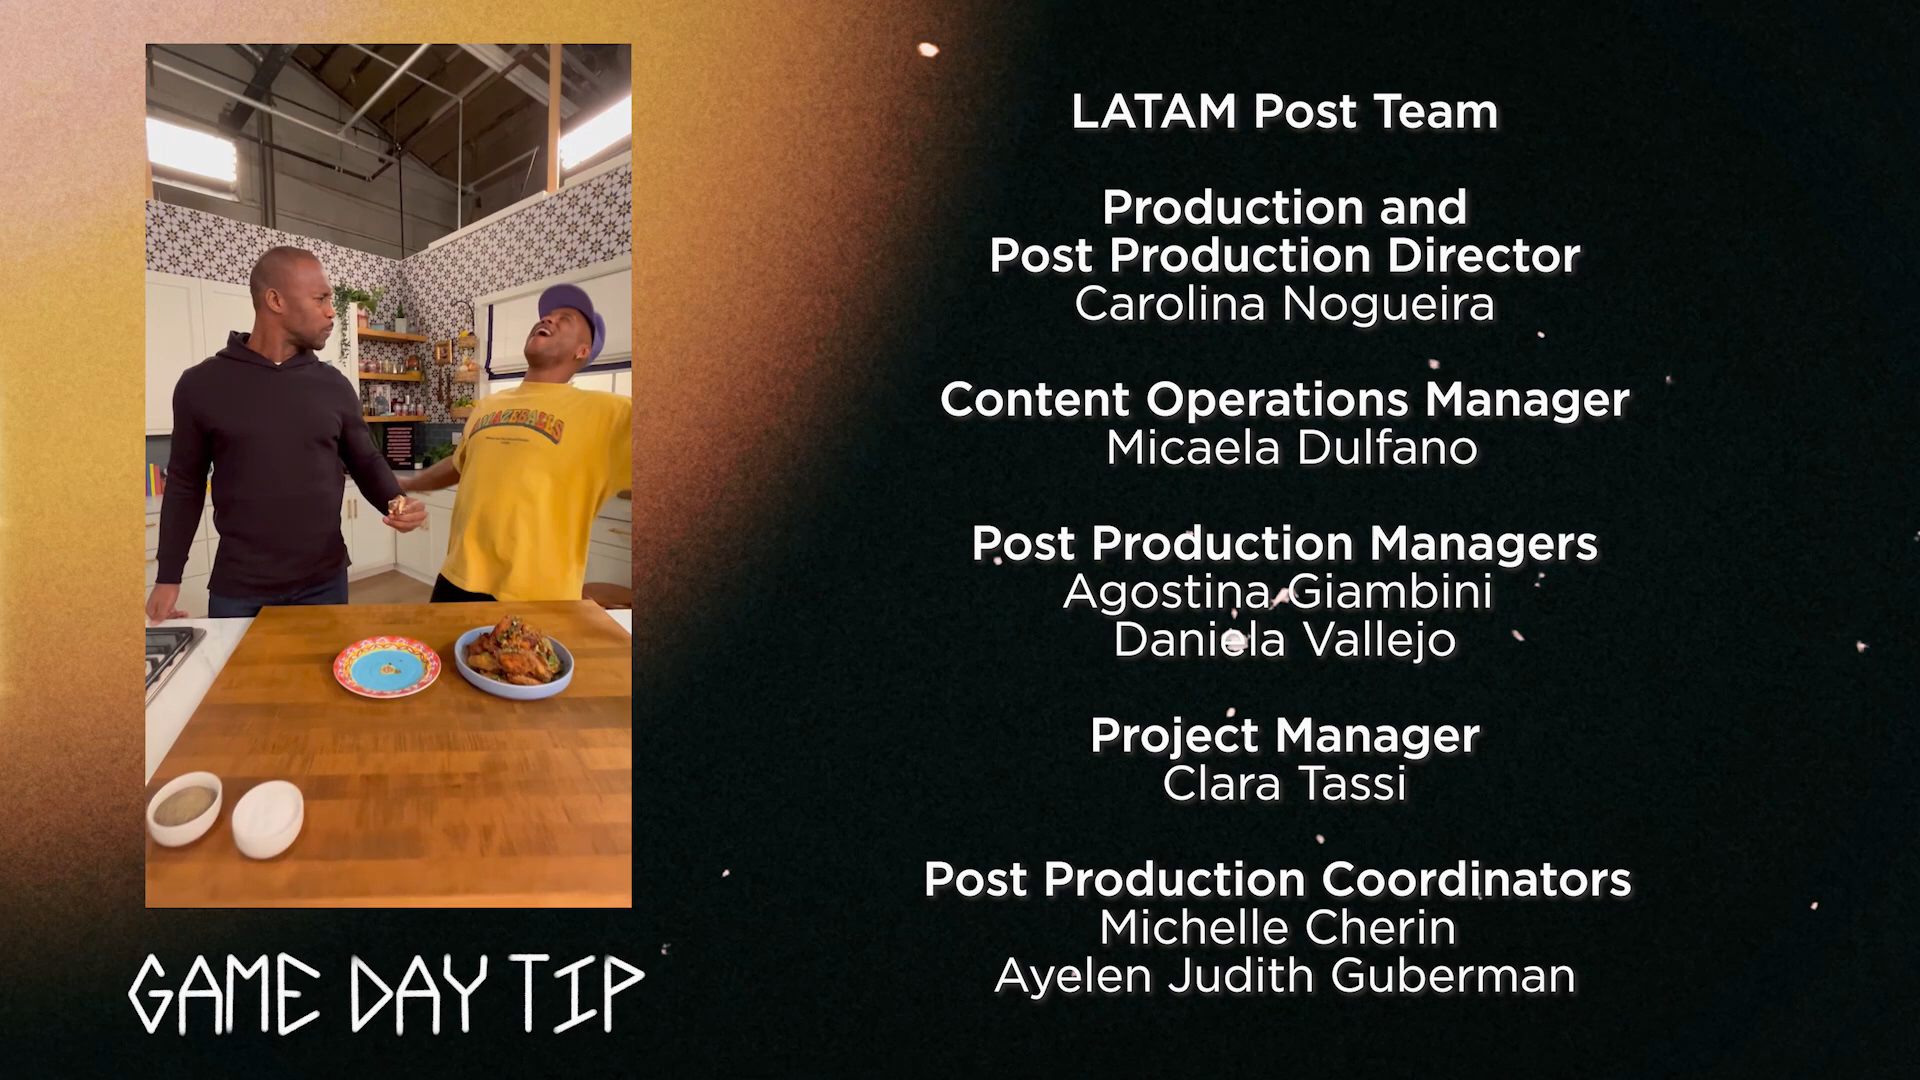 LATAM Post Team
Production and
Post Production Director
Carolina Nogueira
Content Operations Manager
Micaela Dulfano
Post Production Managers
Agostina Giambini
Daniela Vallejo
Project Manager
Clara Tassi
Post Production Coordinators
Michelle Cherin
Ayelen Judith Guberman
GAME DAY TIP